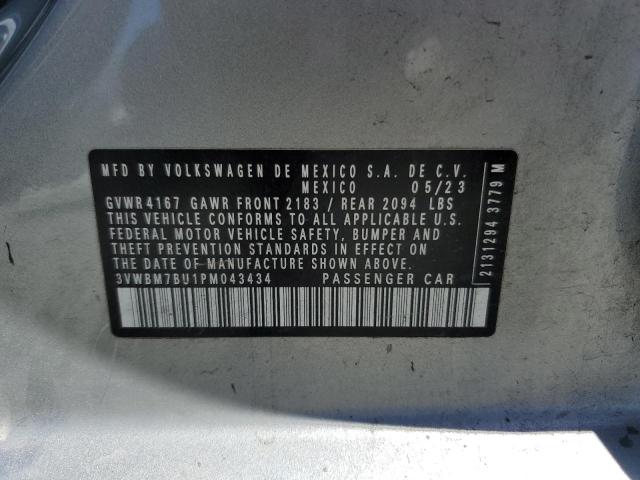 MFD BY VOLKSWAGEN DE MEXICO S.A. DE C.V.
MEXICO 05/23
GVWR 4167 GAWR FRONT 2183 / REAR 2094 LBS
THIS VEHICLE CONFORMS TO ALL APPLICABLE U.S.
FEDERAL MOTOR VEHICLE SAFETY, BUMPER AND
THEFT PREVENTION STANDARDS IN EFFECT ON
THE DATE OF MANUFACTURE SHOWN ABOVE.
3VWBM7BU1PM043434 PASSENGER CAR
2131294 3779 M